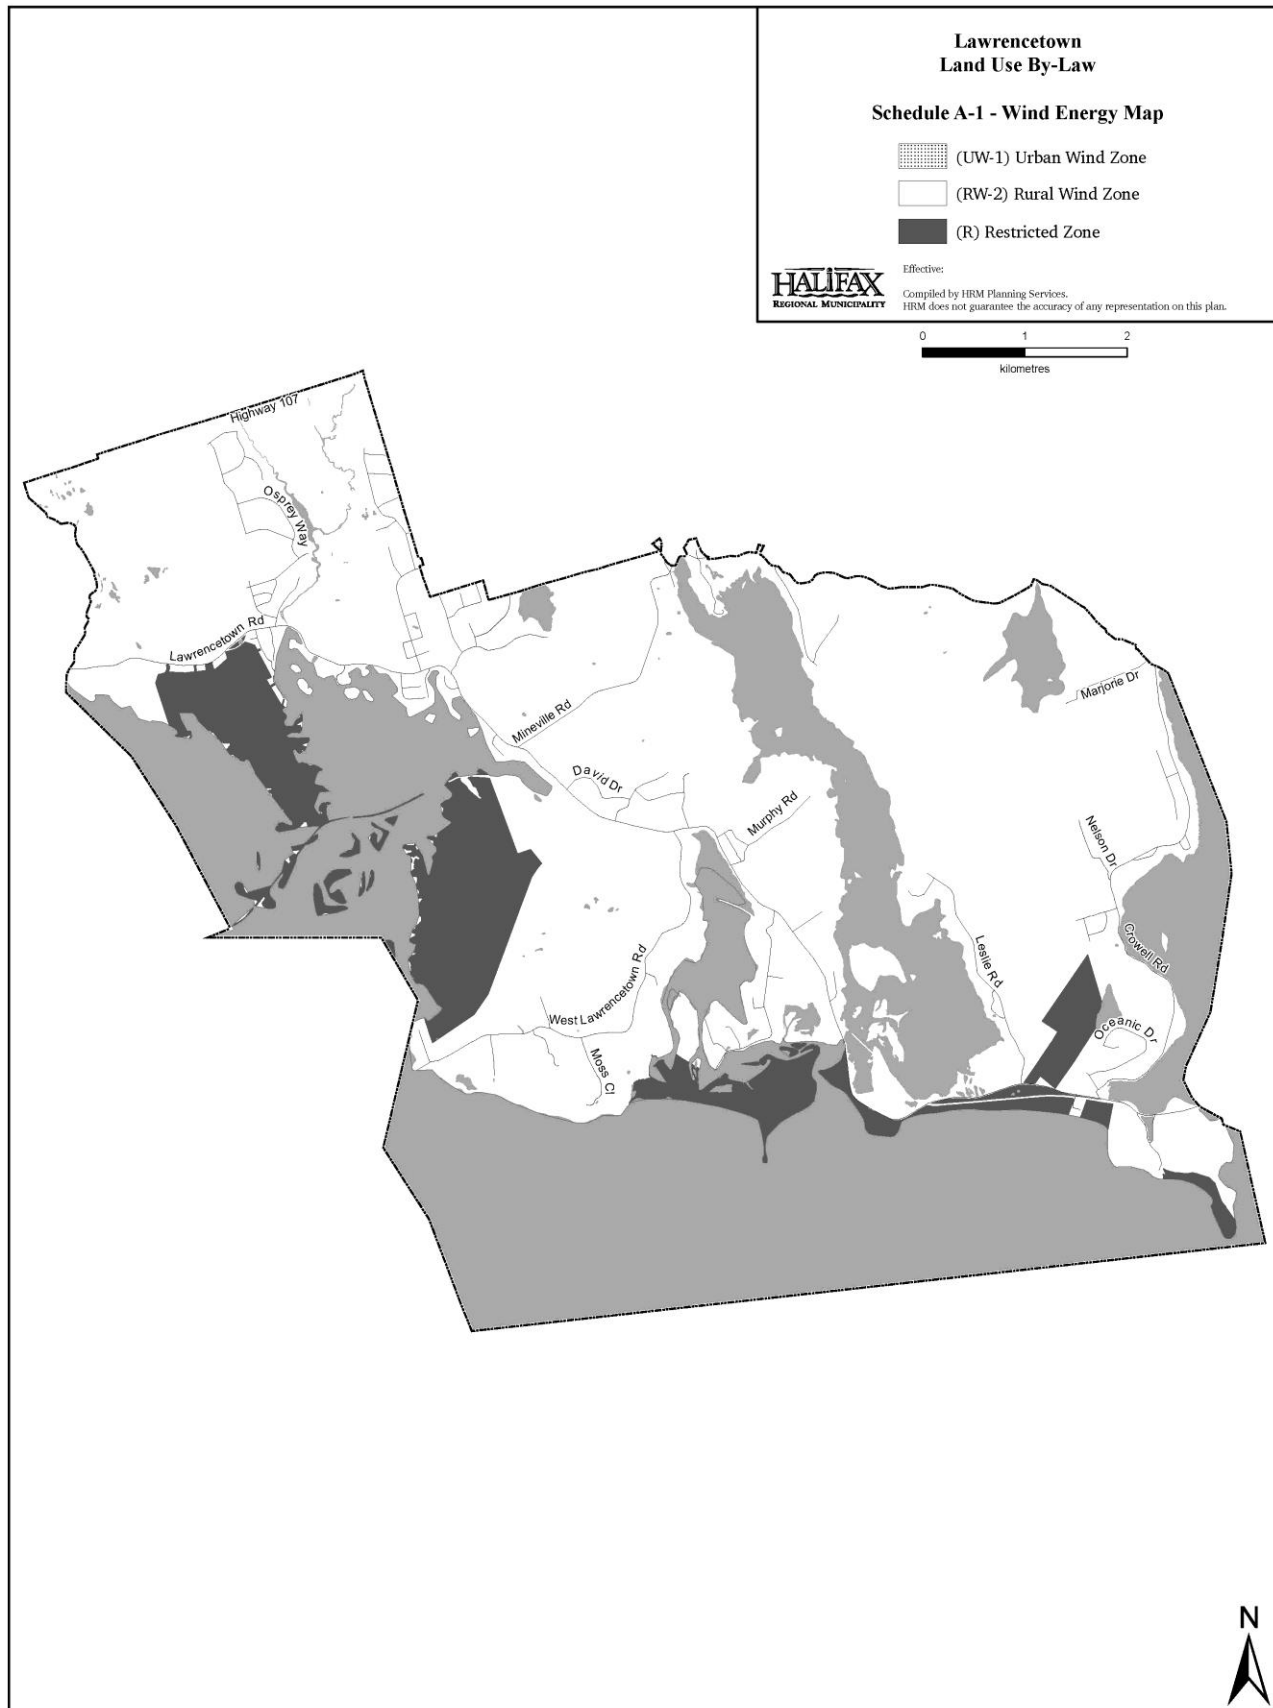 Lawrencetown
Land Use By-Law
Schedule A-1 - Wind Energy Map
(UW-1) Urban Wind Zone
(RW-2) Rural Wind Zone
(R) Restricted Zone
HALIFAX
REGIONAL MUNICIPALITY
Effective:
Compiled by HRM Planning Services.
HRM does not guarantee the accuracy of any representation on this plan.
0 1 2
kilometres
Highway 107
Osprey Way
Lawrencetown Rd
Marjorie Dr
Mineville Rd
David Dr
Murphy Rd
Nelson Dr
Crowell Rd
Leslie Rd
West Lawrencetown Rd
Oceanic Dr
Moss Cl
N